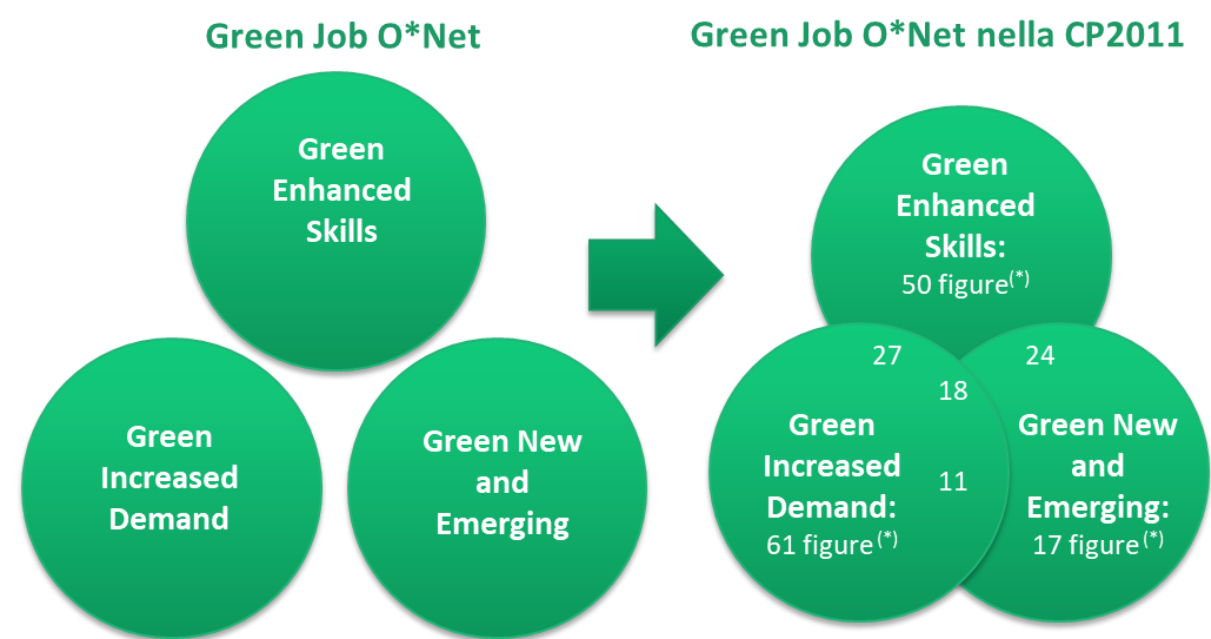 Green Job O*Net
Green
Enhanced
Skills
Green
Increased
Demand
Green New
and
Emerging
Green Job O*Net nella CP2011
Green
Enhanced
Skills:
50 figure(*)
27
24
18
Green
Increased
Demand:
61 figure(*)
11
Green New
and
Emerging:
17 figure(*)